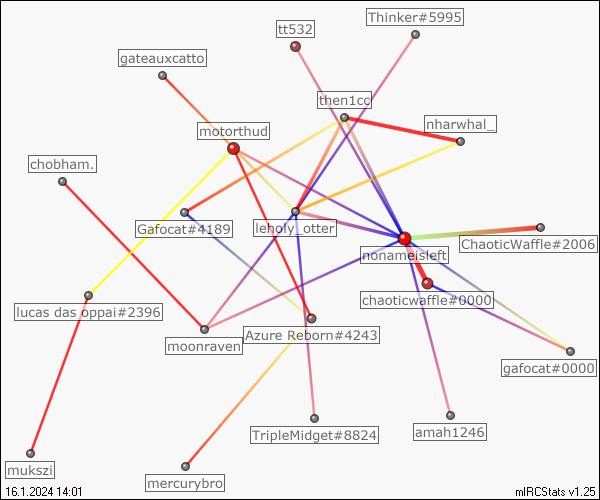 Thinker#5995
tt532
gateauxcatto
then1cc
nharwhal_
motorthud
chobham.
Gafocat#4189
leholy_otter
ChaoticWaffle#2006
nonameisleft
chaoticwaffle#0000
lucas das oppai#2396
Azure Reborn#4243
moonraven
gafocat#0000
TripleMidget#8824
amah1246
mukszi
mercurybro
16.1.2024 14:01
mIRCStats v1.25